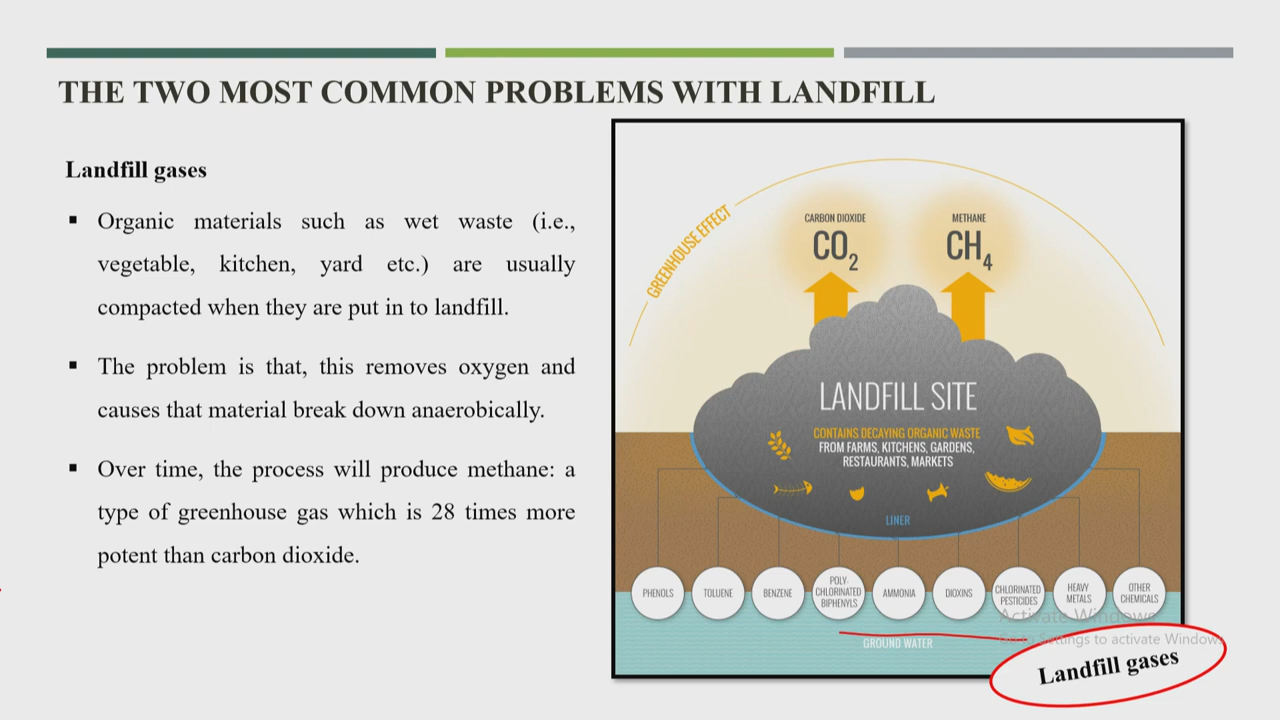 THE TWO MOST COMMON PROBLEMS WITH LANDFILL
Landfill gases
▪ Organic materials such as wet waste (i.e.,
vegetable, kitchen, yard etc.) are usually
compacted when they are put in to landfill.
▪ The problem is that, this removes oxygen and
causes that material break down anaerobically.
▪ Over time, the process will produce methane: a
type of greenhouse gas which is 28 times more
potent than carbon dioxide.
GREENHOUSE EFFECT
CARBON DIOXIDE
CO2
METHANE
CH4
LANDFILL SITE
CONTAINS DECAYING ORGANIC WASTE
FROM FARMS, KITCHENS, GARDENS,
RESTAURANTS, MARKETS
LINER
PHENOLS
TOLUENE
BENZENE
POLY-
CHLORINATED
BIPHENYLS
AMMONIA
DIOXINS
CHLORINATED
PESTICIDES
HEAVY
METALS
OTHER
CHEMICALS
GROUND WATER
Activate Windows
Go to Settings to activate Windows.
Landfill gases